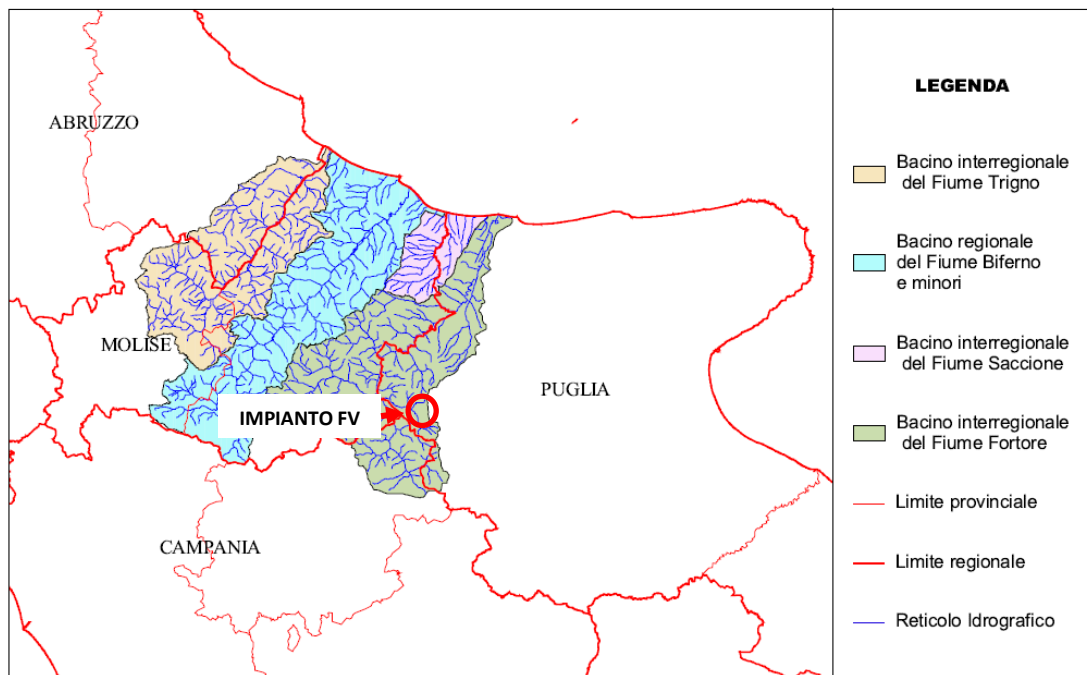 ABRUZZO
MOLISE
PUGLIA
IMPIANTO FV
CAMPANIA
LEGENDA
Bacino interregionale
del Fiume Trigno
Bacino regionale
del Fiume Biferno
e minori
Bacino interregionale
del Fiume Saccione
Bacino interregionale
del Fiume Fortore
Limite provinciale
Limite regionale
Reticolo Idrografico